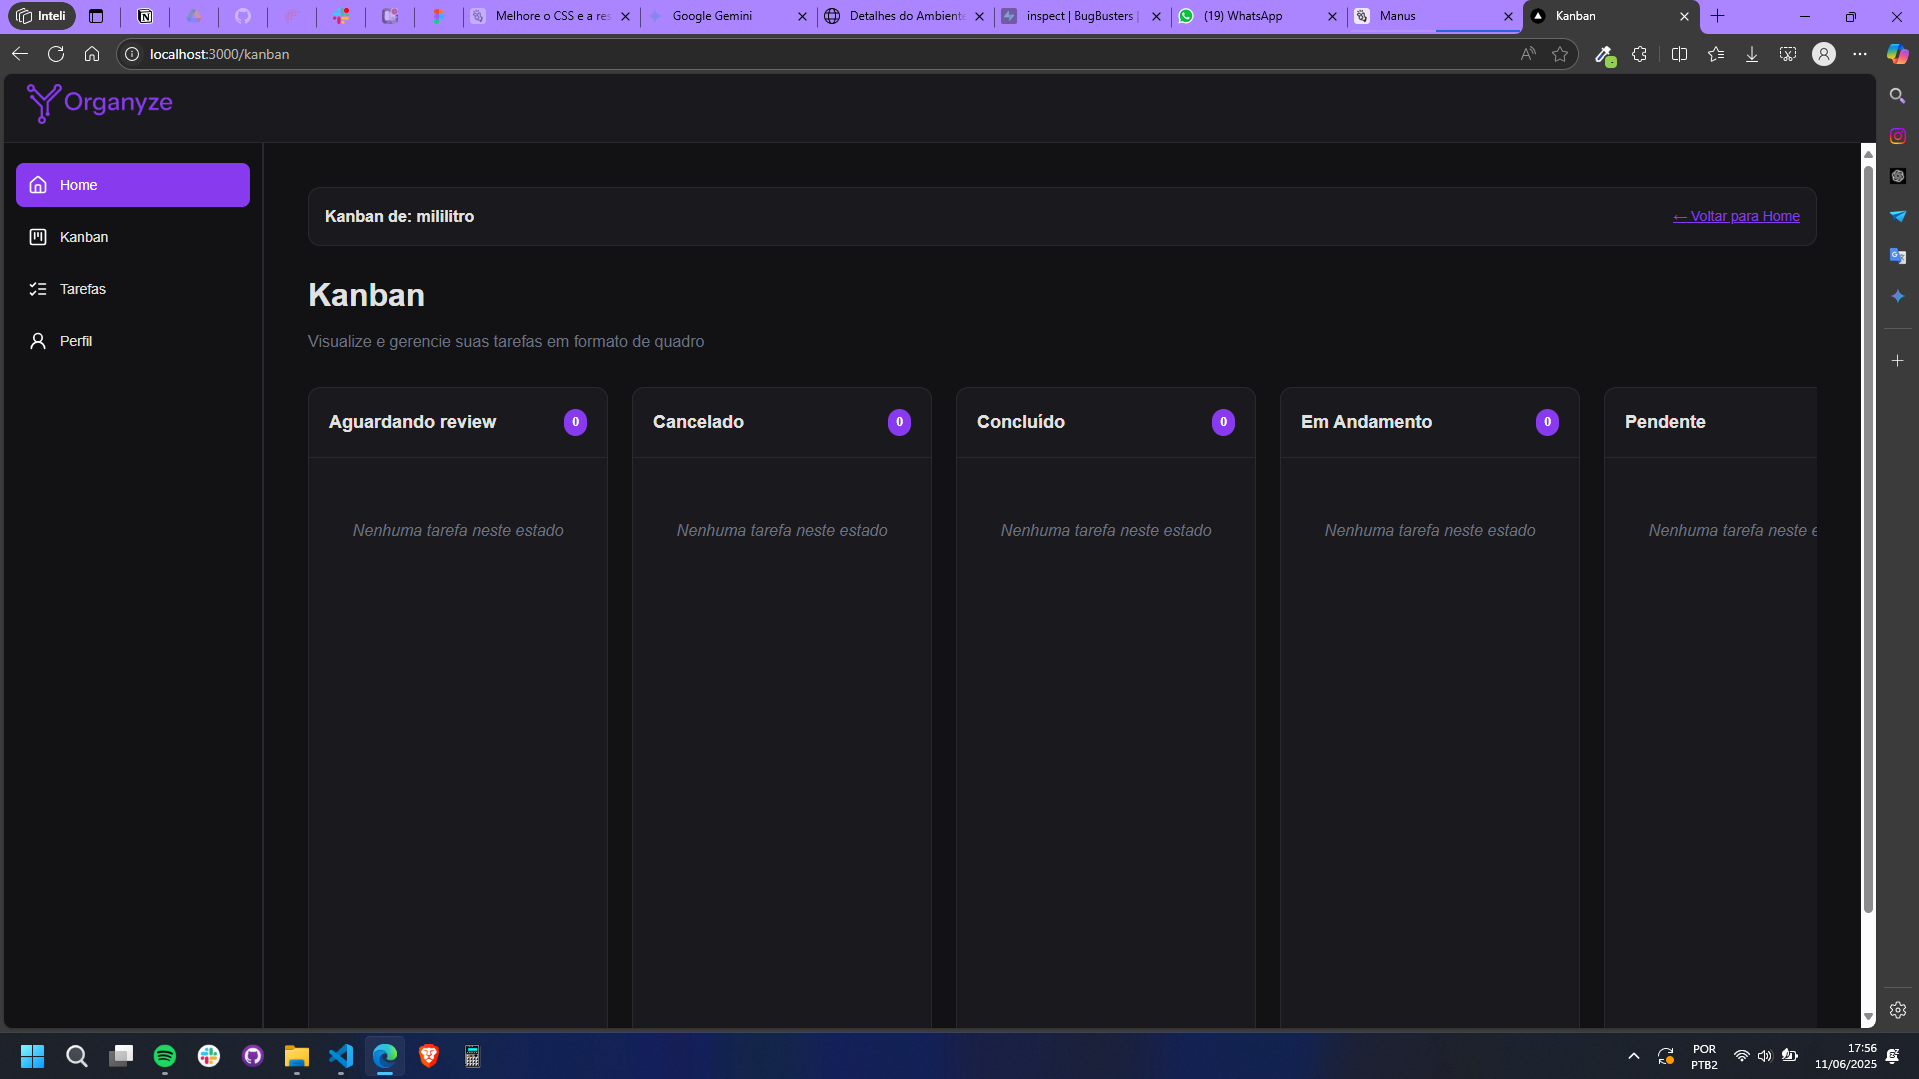 Inteli
Melhore o CSS e a res
Google Gemini
Detalhes do Ambiente
inspect | BugBusters |
(19) WhatsApp
Manus
Kanban
localhost:3000/kanban
Organyze
Home
Kanban
Tarefas
Perfil
Kanban de: mililitro
← Voltar para Home
Kanban
Visualize e gerencie suas tarefas em formato de quadro
Aguardando review 0
Cancelado 0
Concluído 0
Em Andamento 0
Pendente
Nenhuma tarefa neste estado
Nenhuma tarefa neste estado
Nenhuma tarefa neste estado
Nenhuma tarefa neste estado
Nenhuma tarefa neste e
POR
PTB2
17:56
11/06/2025